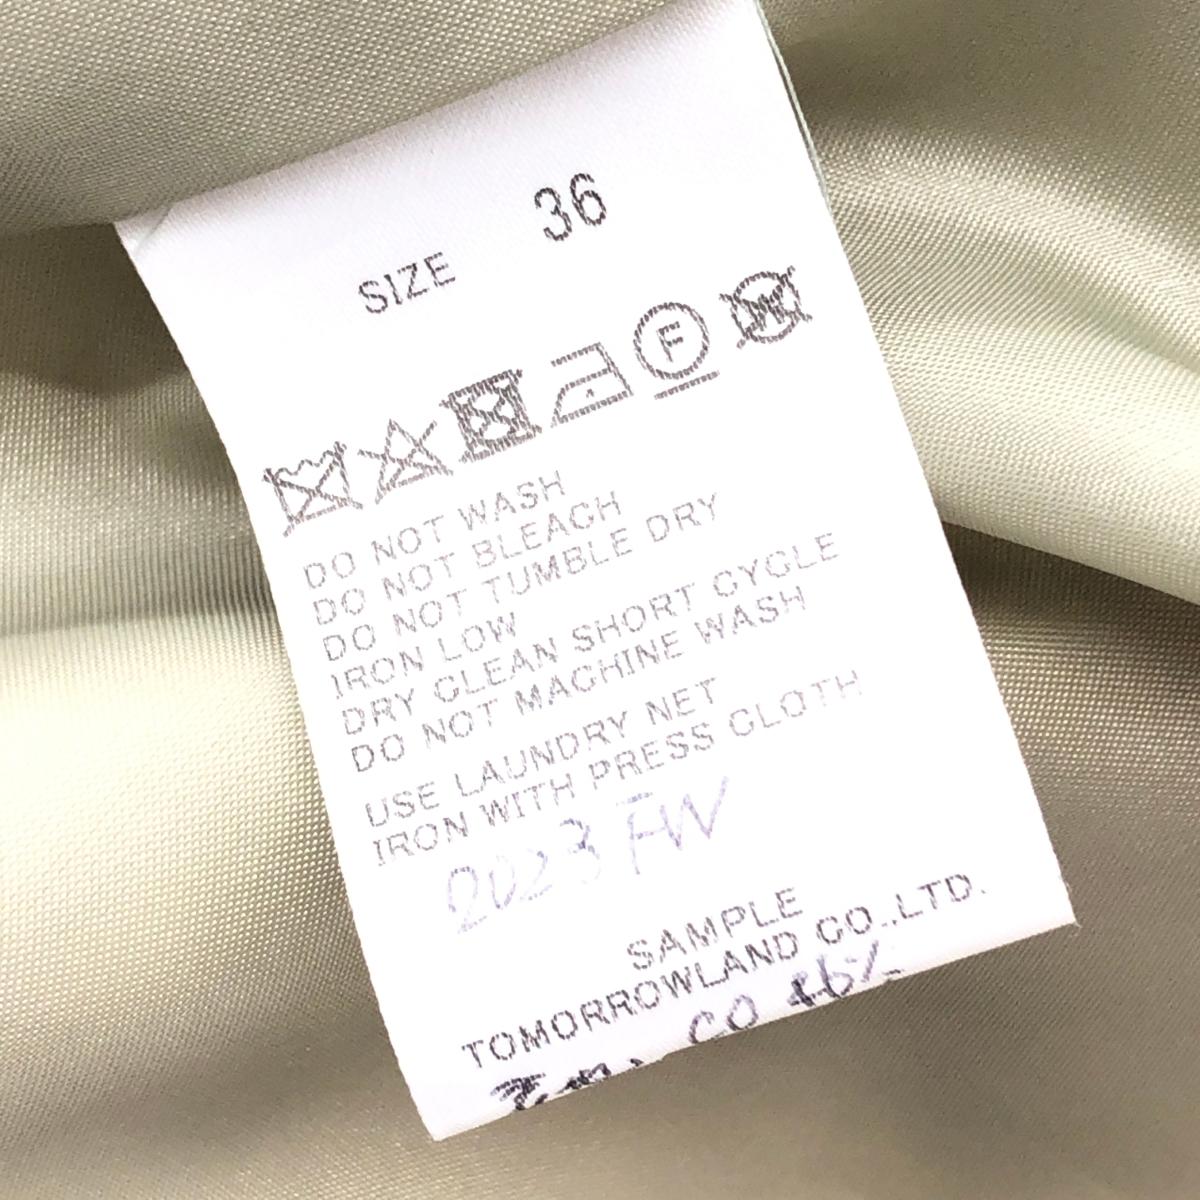 SIZE 36
F
W
DO NOT WASH
DO NOT BLEACH
DO NOT TUMBLE DRY
IRON LOW
DRY CLEAN SHORT CYCLE
DO NOT MACHINE WASH
USE LAUNDRY NET
IRON WITH PRESS CLOTH
2023 FW
SAMPLE
TOMORROWLAND CO.,LTD.
CO